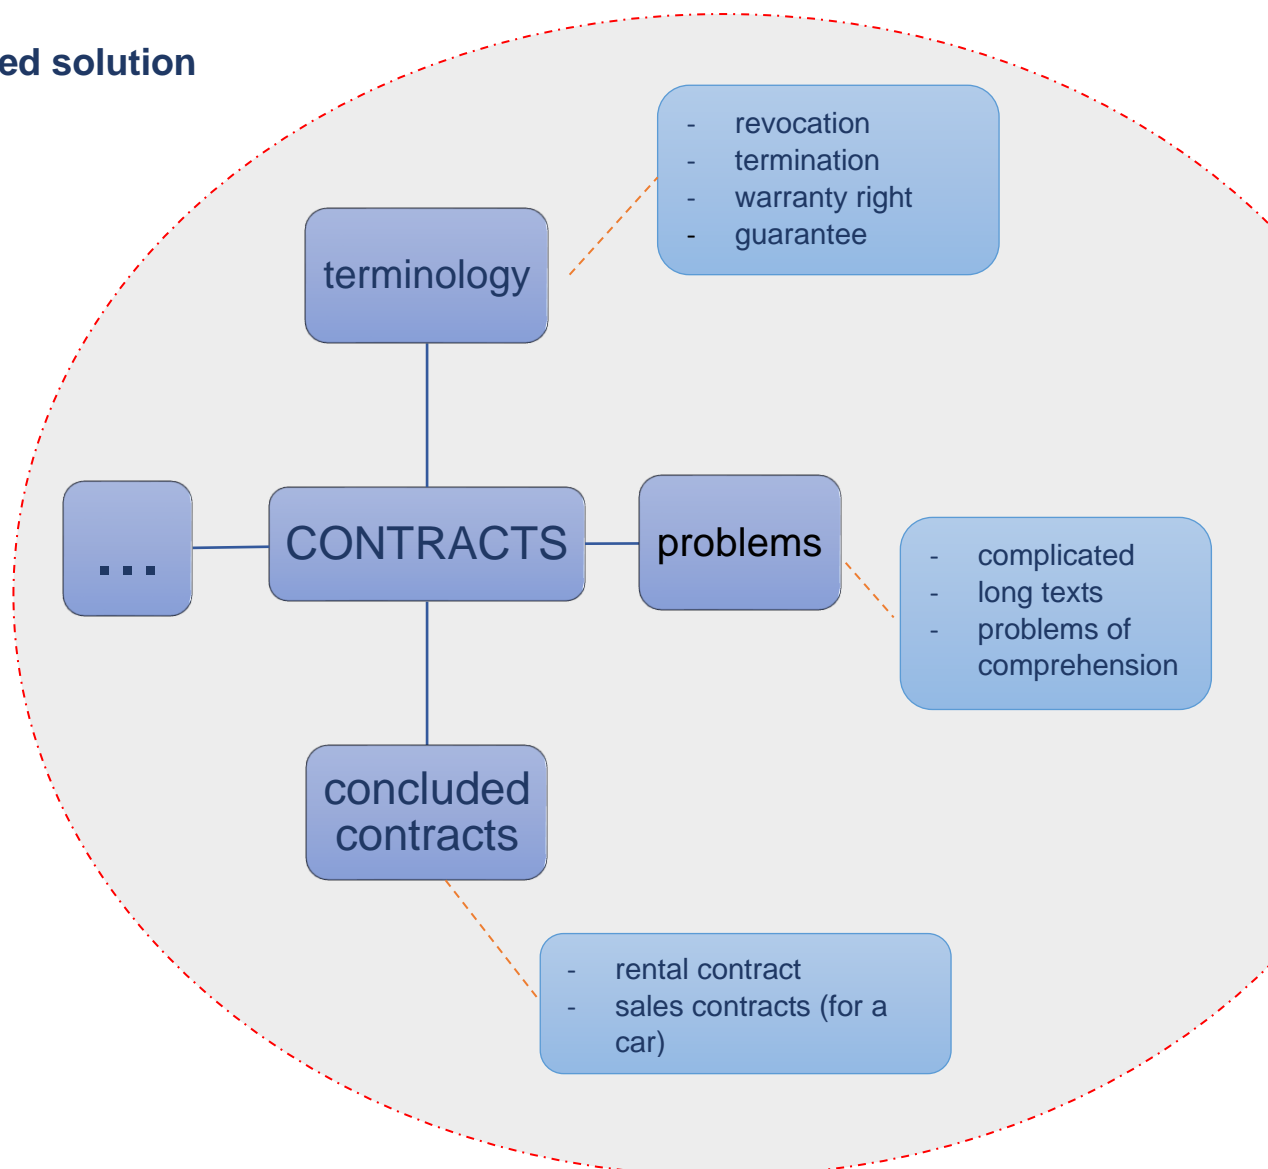 ed solution
- revocation
- termination
- warranty right
- guarantee
terminology
...
CONTRACTS
problems
- complicated
- long texts
- problems of
comprehension
concluded
contracts
- rental contract
- sales contracts (for a
car)